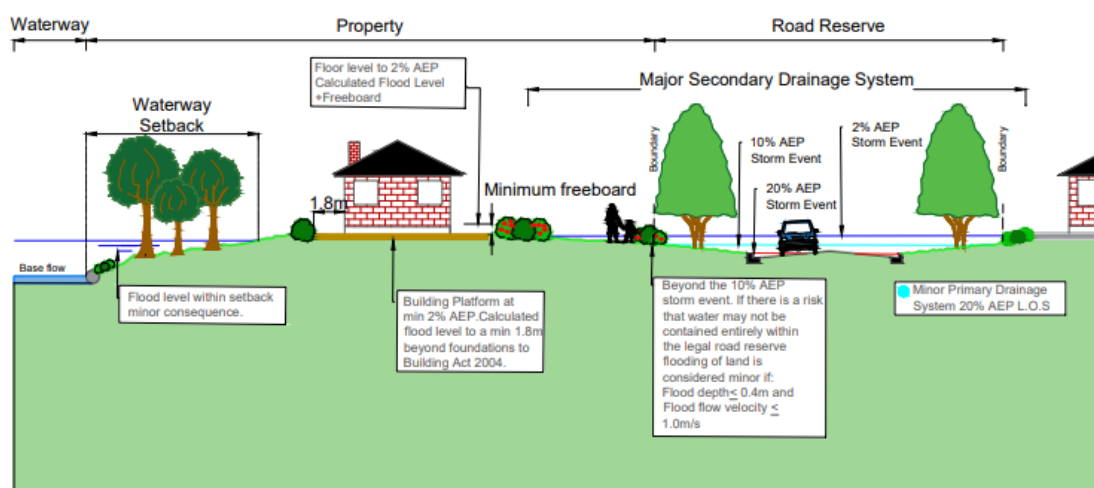 Waterway
Property
Road Reserve
Floor level to 2% AEP
Calculated Flood Level
+Freeboard
Major Secondary Drainage System
Waterway
Setback
10% AEP
Storm Event
2% AEP
Storm Event
Boundary
Boundary
20% AEP
Storm Event
1.8m
Minimum freeboard
Base flow
Flood level within setback
minor consequence.
Building Platform at
min 2% AEP.Calculated
flood level to a min 1.8m
beyond foundations to
Building Act 2004.
Beyond the 10% AEP
storm event. If there is a risk
that water may not be
contained entirely within
the legal road reserve
flooding of land is
considered minor if:
Flood depth≤ 0.4m and
Flood flow velocity ≤
1.0m/s
Minor Primary Drainage
System 20% AEP L.O.S